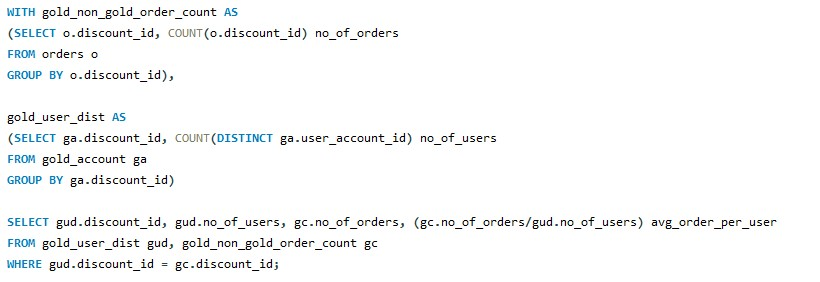 WITH gold_non_gold_order_count AS
(SELECT o.discount_id, COUNT(o.discount_id) no_of_orders
FROM orders o
GROUP BY o.discount_id),
gold_user_dist AS
(SELECT ga.discount_id, COUNT(DISTINCT ga.user_account_id) no_of_users
FROM gold_account ga
GROUP BY ga.discount_id)
SELECT gud.discount_id, gud.no_of_users, gc.no_of_orders, (gc.no_of_orders/gud.no_of_users) avg_order_per_user
FROM gold_user_dist gud, gold_non_gold_order_count gc
WHERE gud.discount_id = gc.discount_id;